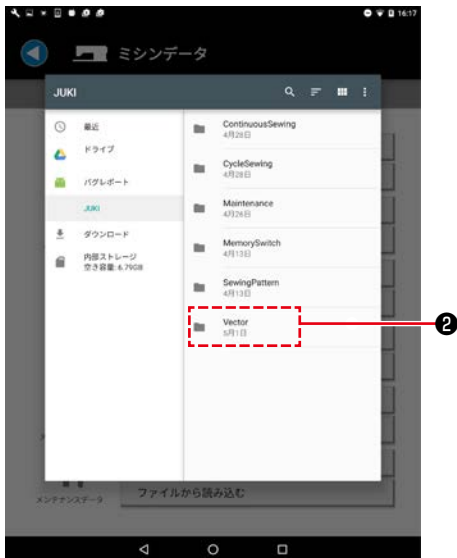 16:17
ミシンデータ
JUKI
最近
ドライブ
バグレポート
JUKI
ダウンロード
内部ストレージ
空き容量: 6.79GB
ContinuousSewing
4月28日
CycleSewing
4月28日
Maintenance
4月26日
MemorySwitch
4月13日
SewingPattern
4月13日
Vector
5月1日
❷
メンテナンスデータ
ファイルから読み込む